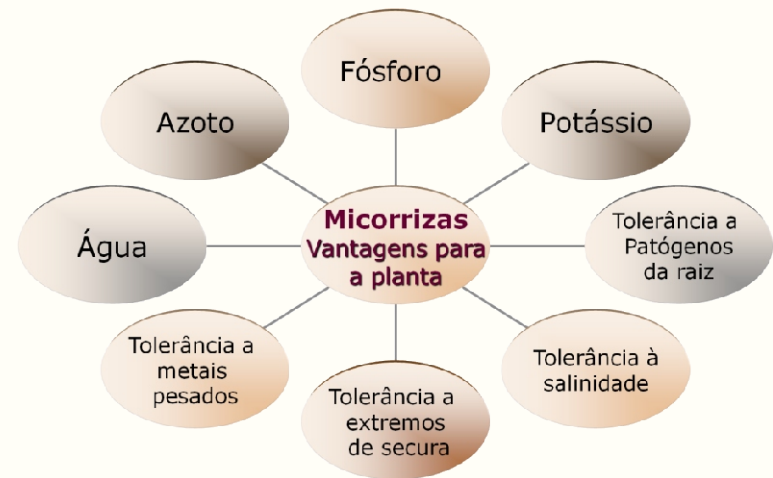 Fósforo
Azoto
Potássio
Água
Micorrizas
Vantagens para
a planta
Tolerância a
Patógenos
da raiz
Tolerância a
metais
pesados
Tolerância a
extremos
de secura
Tolerância à
salinidade